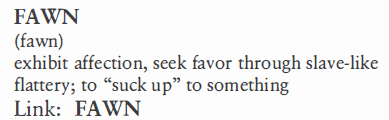 FAWN
(fawn)
exhibit affection, seek favor through slave-like
flattery; to “suck up” to something
Link: FAWN